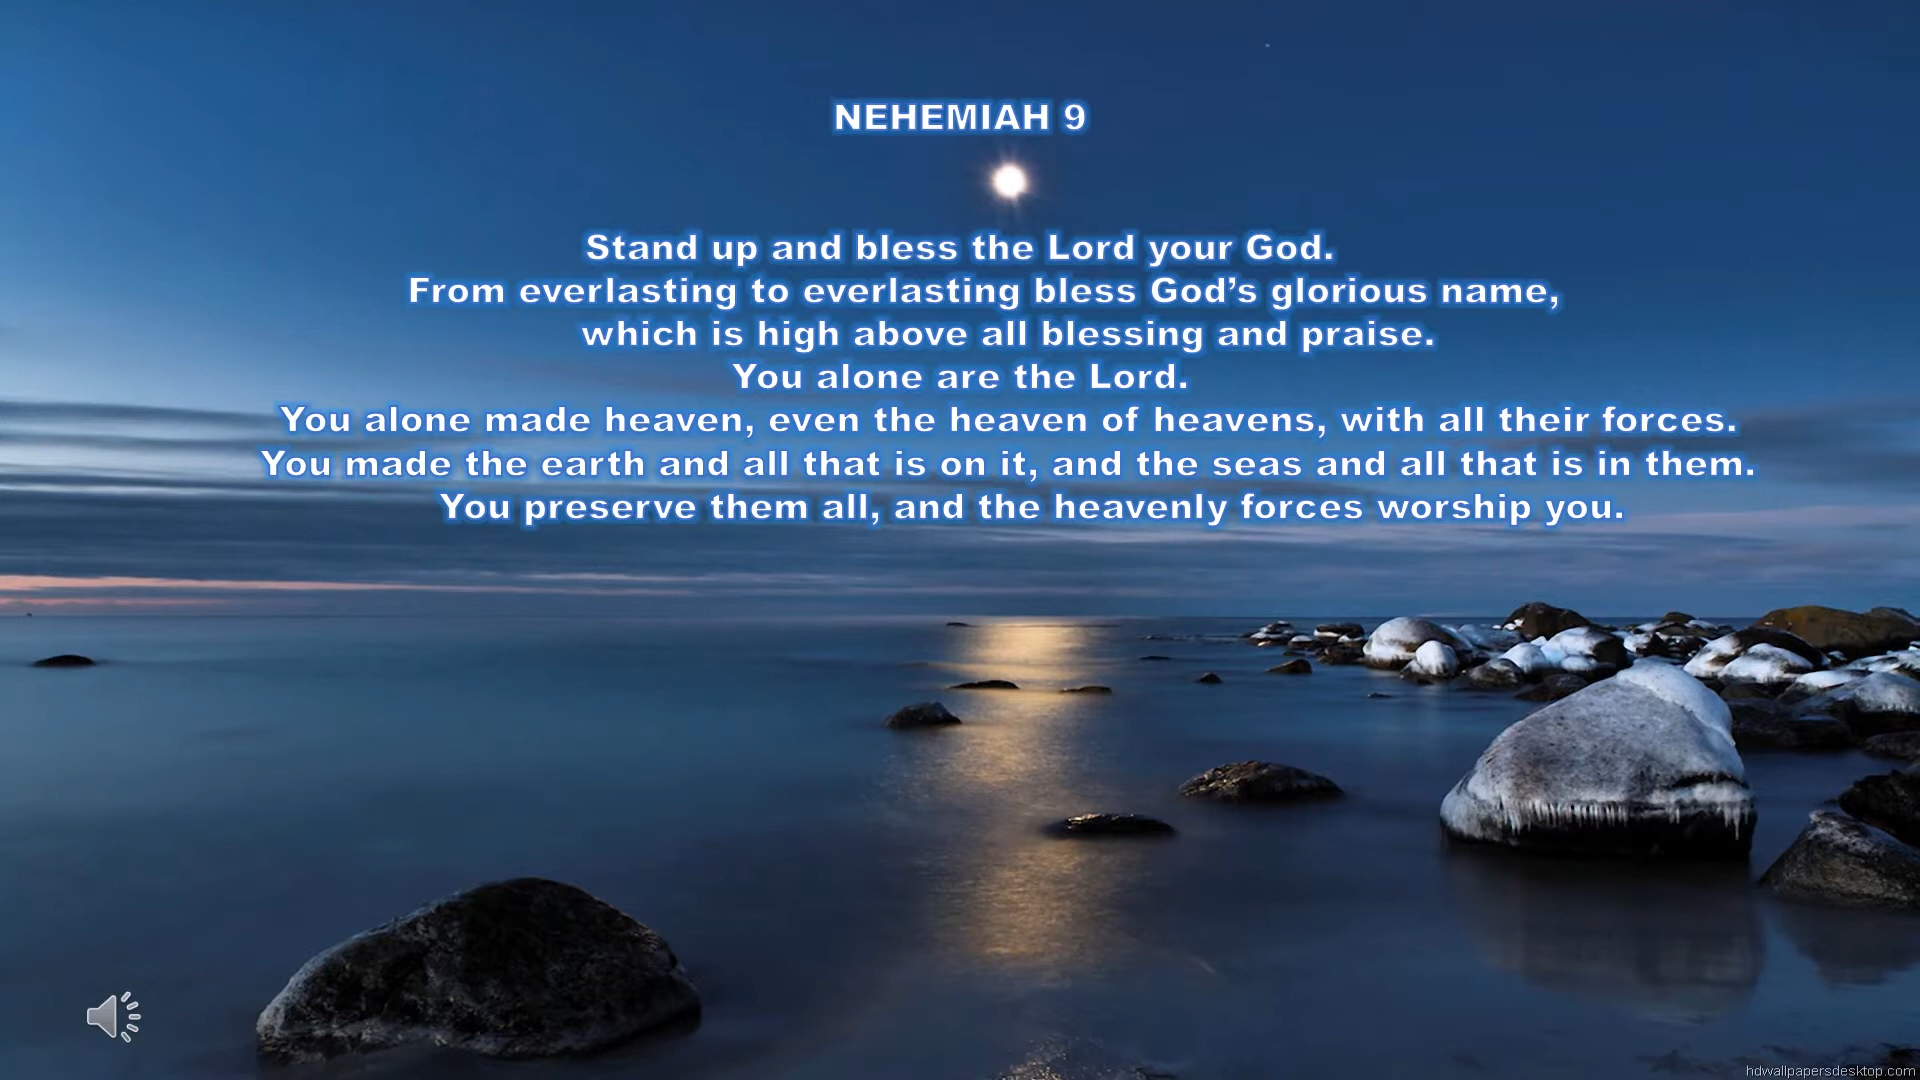 NEHEMIAH 9
Stand up and bless the Lord your God.
From everlasting to everlasting bless God’s glorious name,
which is high above all blessing and praise.
You alone are the Lord.
You alone made heaven, even the heaven of heavens, with all their forces.
You made the earth and all that is on it, and the seas and all that is in them.
You preserve them all, and the heavenly forces worship you.
hdwallpapersdesktop.com